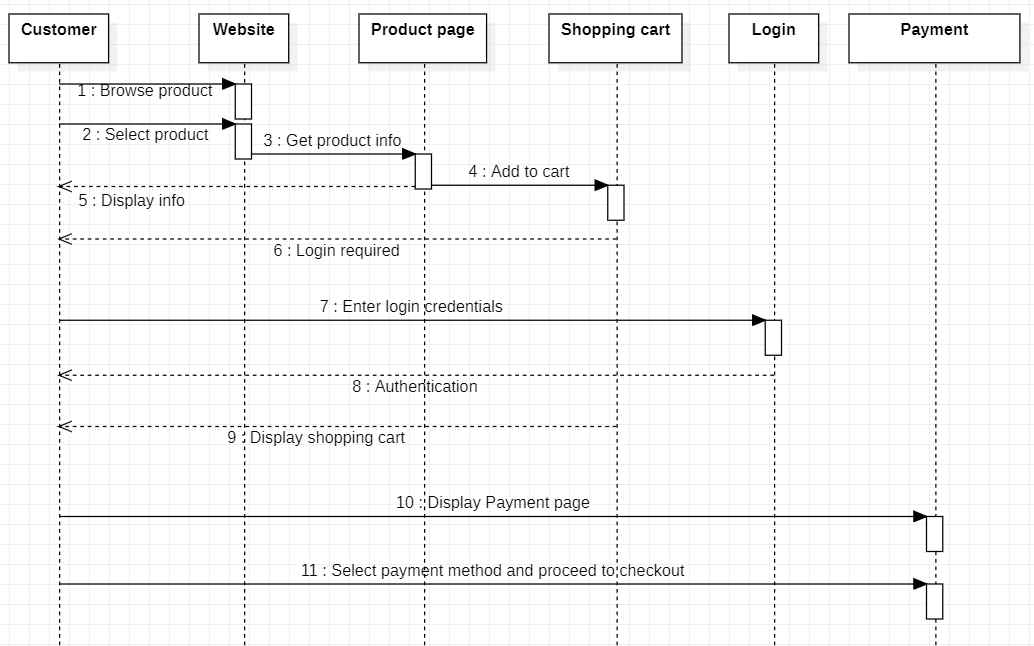 Customer
Website
Product page
Shopping cart
Login
Payment
1 : Browse product
2 : Select product
3 : Get product info
4 : Add to cart
5 : Display info
6 : Login required
7 : Enter login credentials
8 : Authentication
9 : Display shopping cart
10 : Display Payment page
11 : Select payment method and proceed to checkout